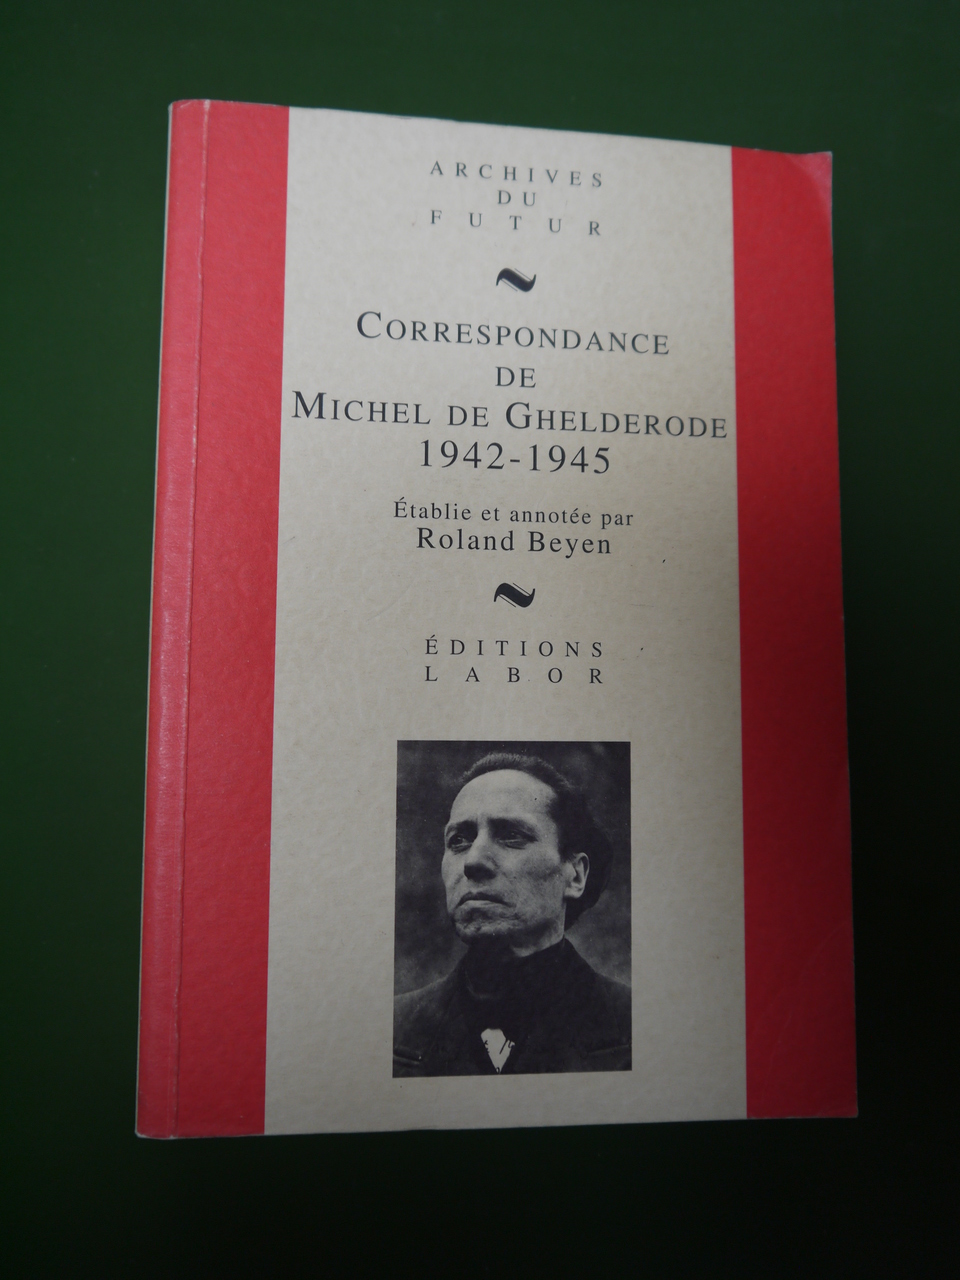 ARCHIVES
DU
FUTUR
CORRESPONDANCE
DE
MICHEL DE GHELDERODE
1942-1945
Établie et annotée par
Roland Beyen
ÉDITIONS
LABOR